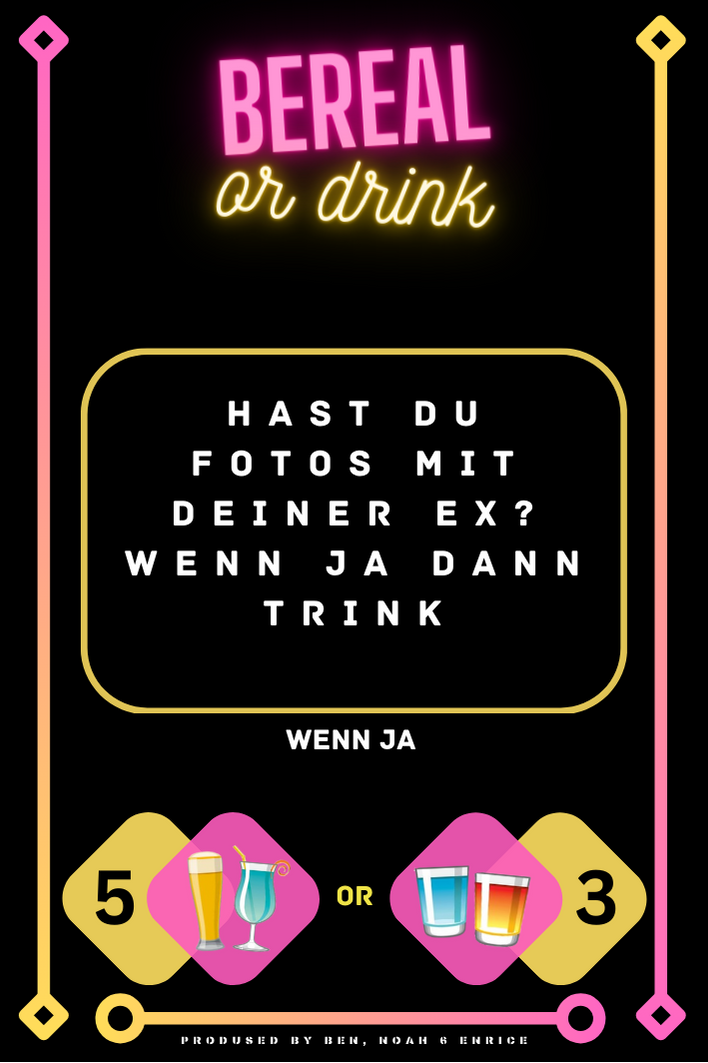 BEREAL
or drink
HAST DU
FOTOS MIT
DEINER EX?
WENN JA DANN
TRINK
WENN JA
5 OR 3
PRODUSED BY BEN, NOAH & ENRICE